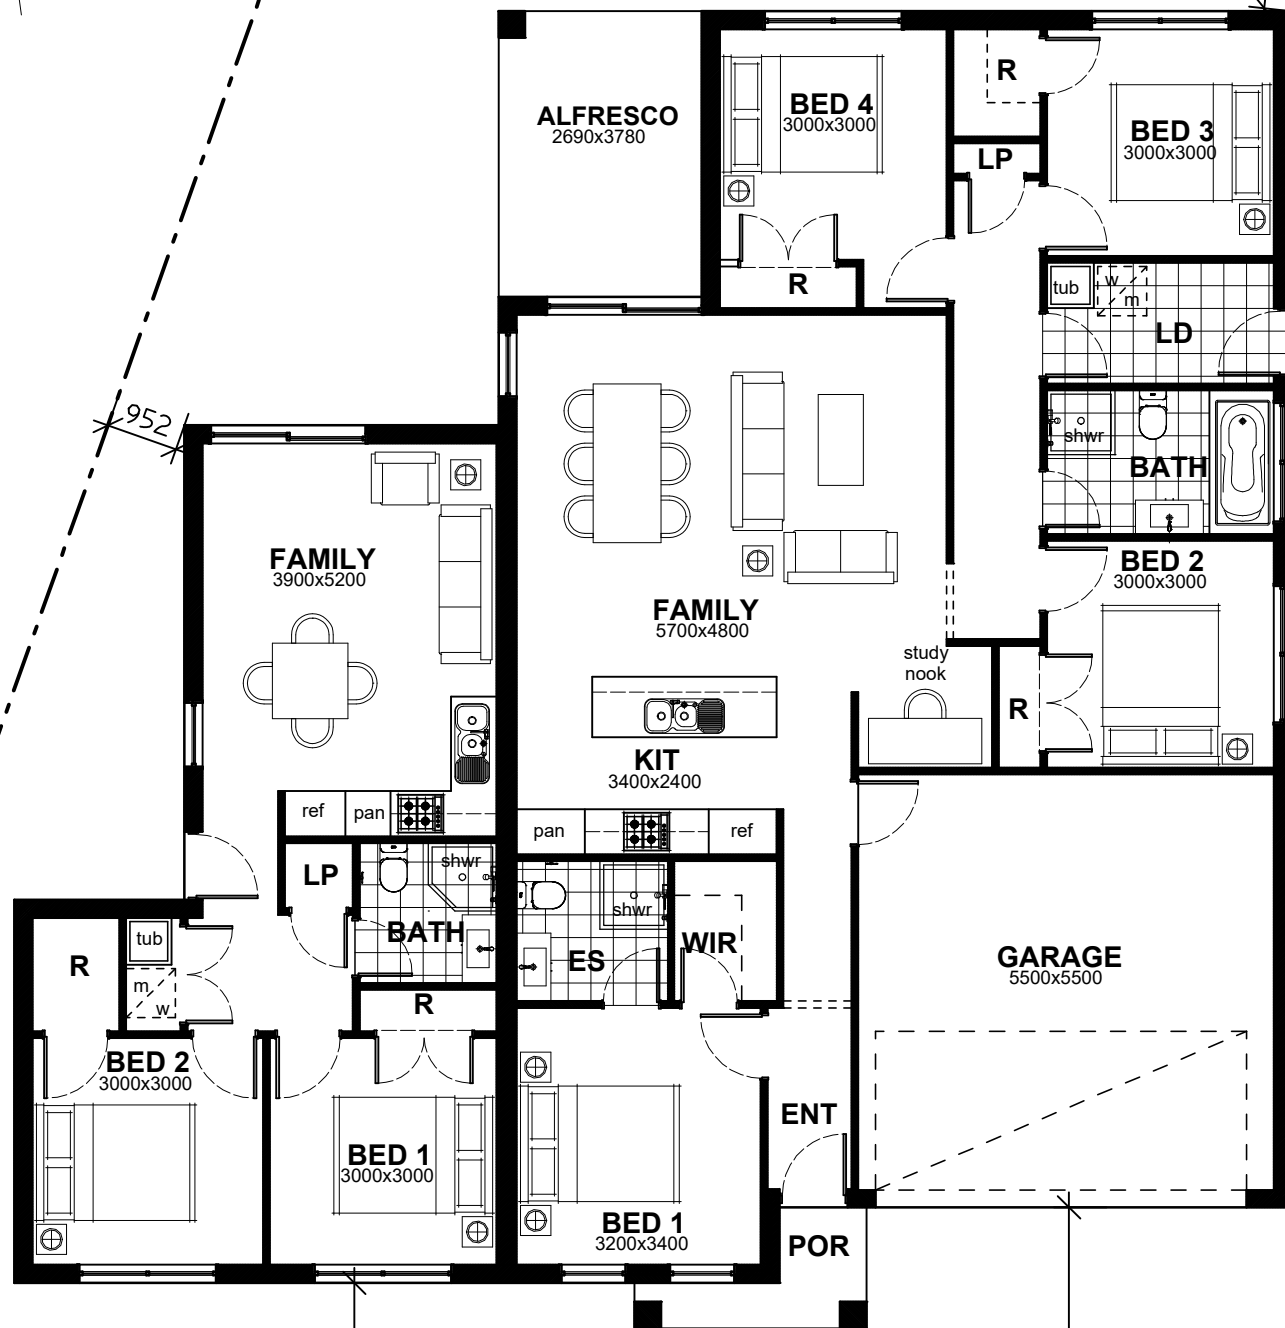 ALFRESCO
2690x3780
BED 4
3000x3000
R
R
LP
BED 3
3000x3000
tub
w
m
LD
952
shwr
BATH
FAMILY
3900x5200
BED 2
3000x3000
FAMILY
5700x4800
study
nook
R
KIT
3400x2400
ref
pan
pan
ref
LP
shwr
BATH
shwr
ES
WIR
GARAGE
5500x5500
R
tub
m
w
R
BED 2
3000x3000
BED 1
3000x3000
ENT
BED 1
3200x3400
POR